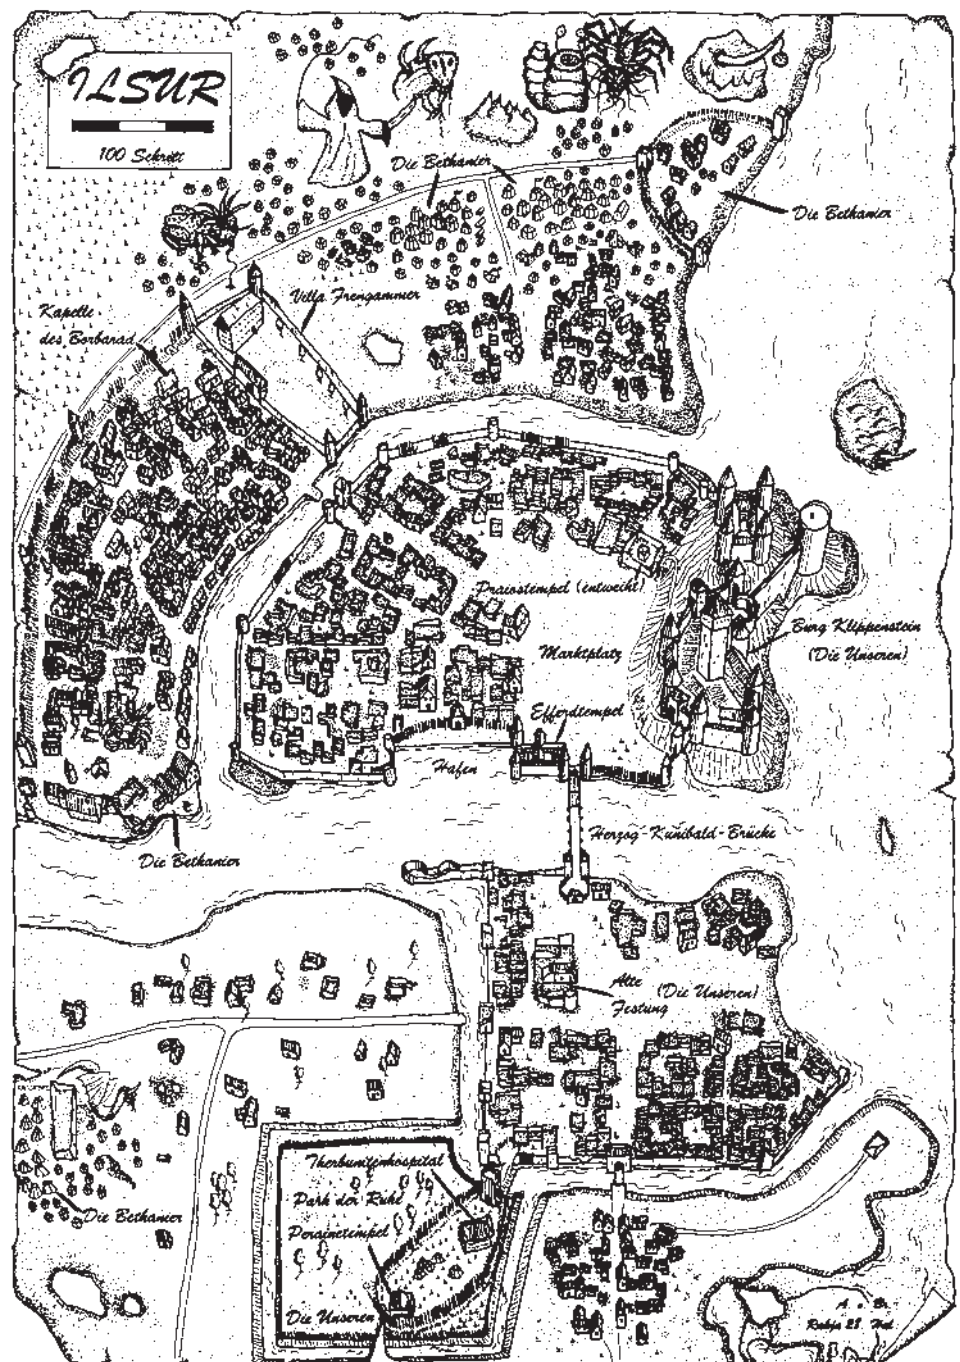 ILSUR
100 Schritt
Die Bethanier
Die Bethanier
Villa Frengammer
Kapelle
des Borbarad
Praiostempel (entweiht)
Burg Klippenstein
(Die Unseren)
Marktplatz
Efferdtempel
Hafen
Herzog-Kunibald-Brücke
Die Bethanier
Alte
Festung
(Die Unseren)
Therbunitenhospital
Park der Ruhe
Perainetempel
Die Bethanier
Die Unseren